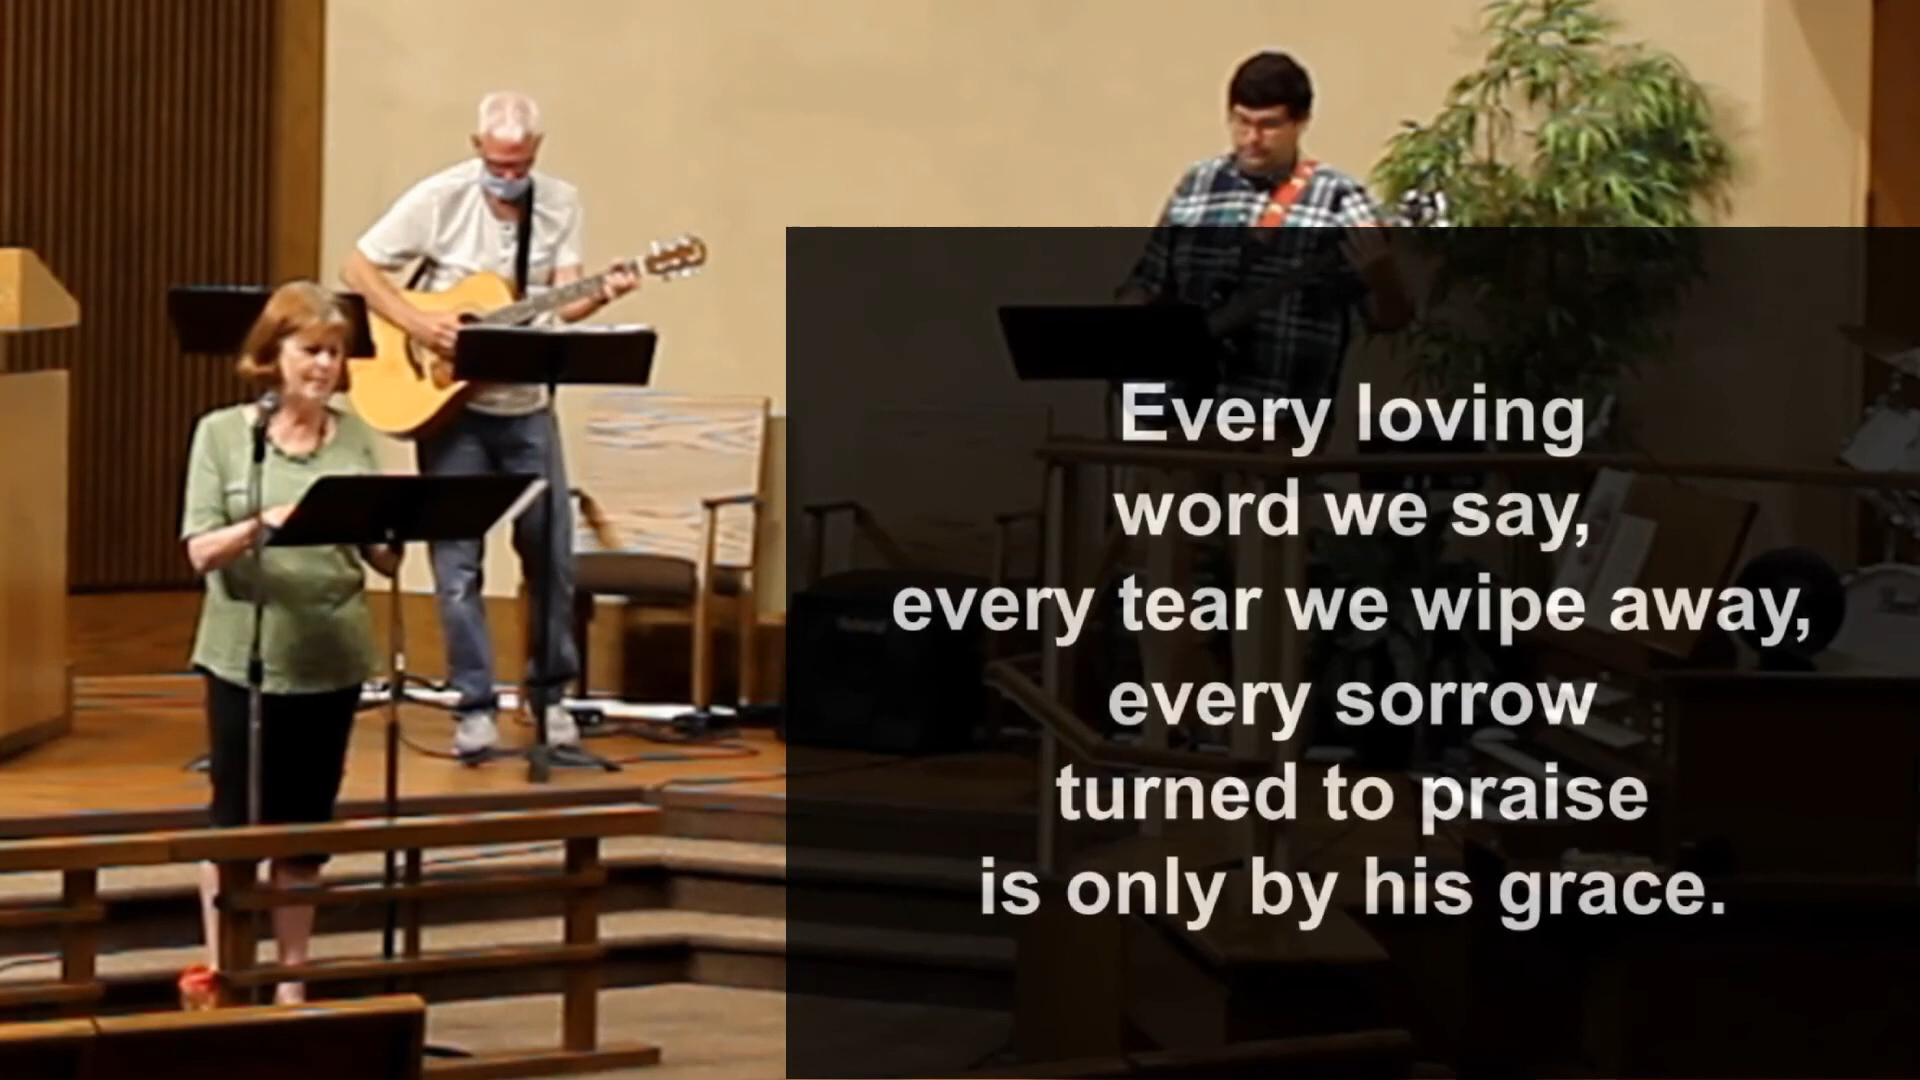 Every loving
word we say,
every tear we wipe away,
every sorrow
turned to praise
is only by his grace.